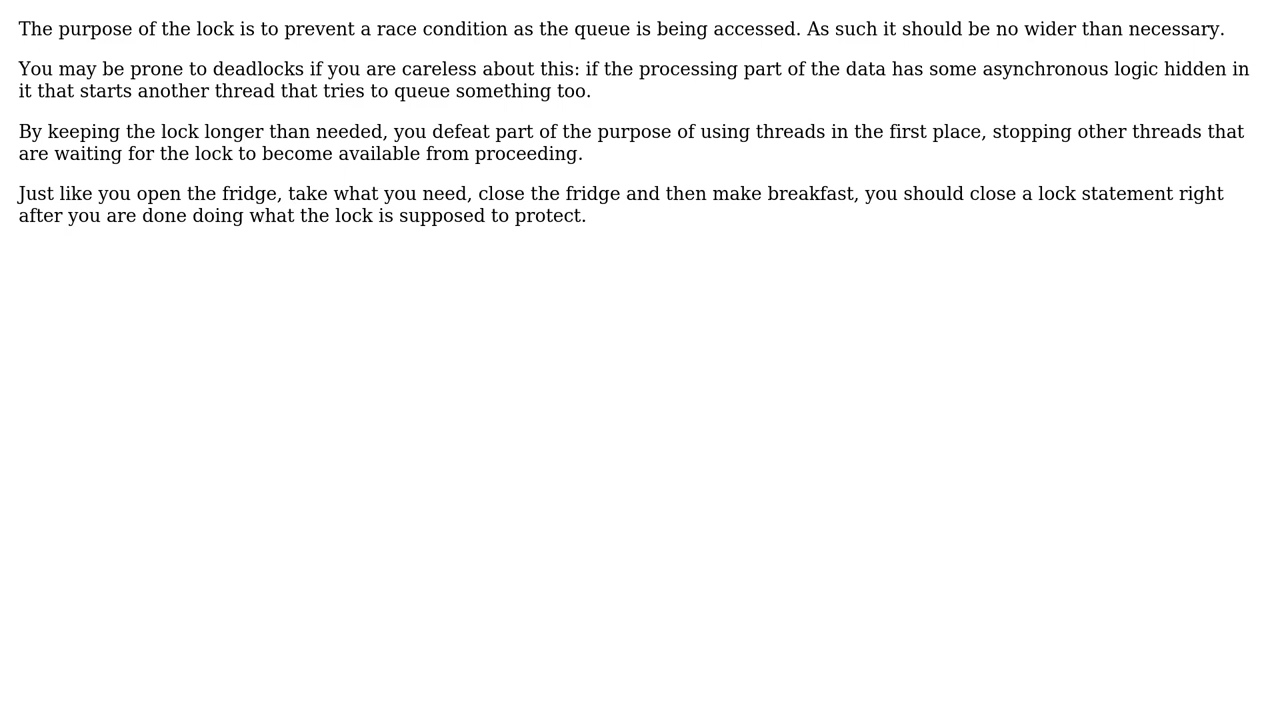 The purpose of the lock is to prevent a race condition as the queue is being accessed. As such it should be no wider than necessary.
You may be prone to deadlocks if you are careless about this: if the processing part of the data has some asynchronous logic hidden in
it that starts another thread that tries to queue something too.
By keeping the lock longer than needed, you defeat part of the purpose of using threads in the first place, stopping other threads that
are waiting for the lock to become available from proceeding.
Just like you open the fridge, take what you need, close the fridge and then make breakfast, you should close a lock statement right
after you are done doing what the lock is supposed to protect.